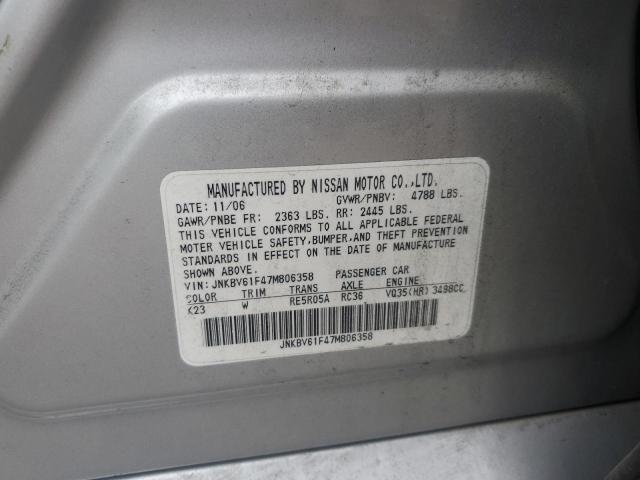 MANUFACTURED BY NISSAN MOTOR CO.,LTD.
DATE: 11/06 GVWR/PNBV: 4788 LBS.
GAWR/PNBE FR: 2363 LBS. RR: 2445 LBS.
THIS VEHICLE CONFORMS TO ALL APPLICABLE FEDERAL
MOTOR VEHICLE SAFETY,BUMPER,AND THEFT PREVENTION
STANDARDS IN EFFECT ON THE DATE OF MANUFACTURE
SHOWN ABOVE.
VIN: JNKBV61F47M806358 PASSENGER CAR
COLOR TRIM TRANS AXLE ENGINE
K23 W RE5R05A RC36 VQ35(HR) 3498CC
JNKBV61F47M806358